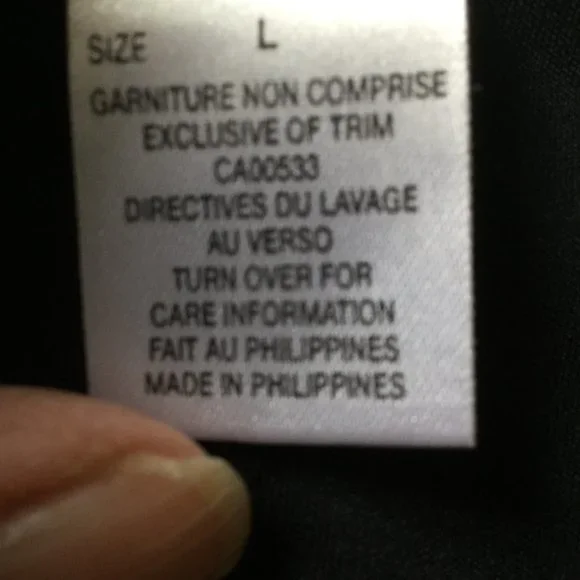 SIZE L
GARNITURE NON COMPRISE
EXCLUSIVE OF TRIM
CA00533
DIRECTIVES DU LAVAGE
AU VERSO
TURN OVER FOR
CARE INFORMATION
FAIT AU PHILIPPINES
MADE IN PHILIPPINES